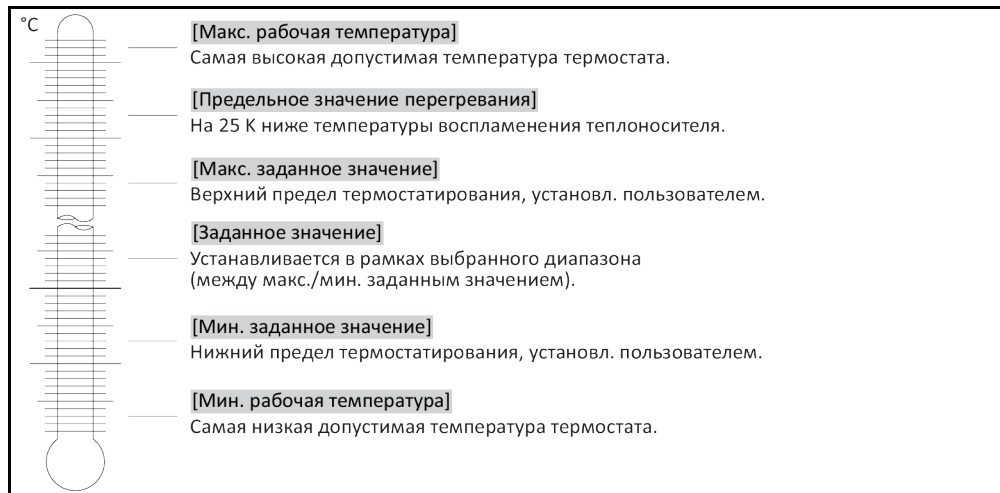 °C
[Макс. рабочая температура]
Самая высокая допустимая температура термостата.
[Предельное значение перегревания]
На 25 K ниже температуры воспламенения теплоносителя.
[Макс. заданное значение]
Верхний предел термостатирования, установл. пользователем.
[Заданное значение]
Устанавливается в рамках выбранного диапазона
(между макс./мин. заданным значением).
[Мин. заданное значение]
Нижний предел термостатирования, установл. пользователем.
[Мин. рабочая температура]
Самая низкая допустимая температура термостата.